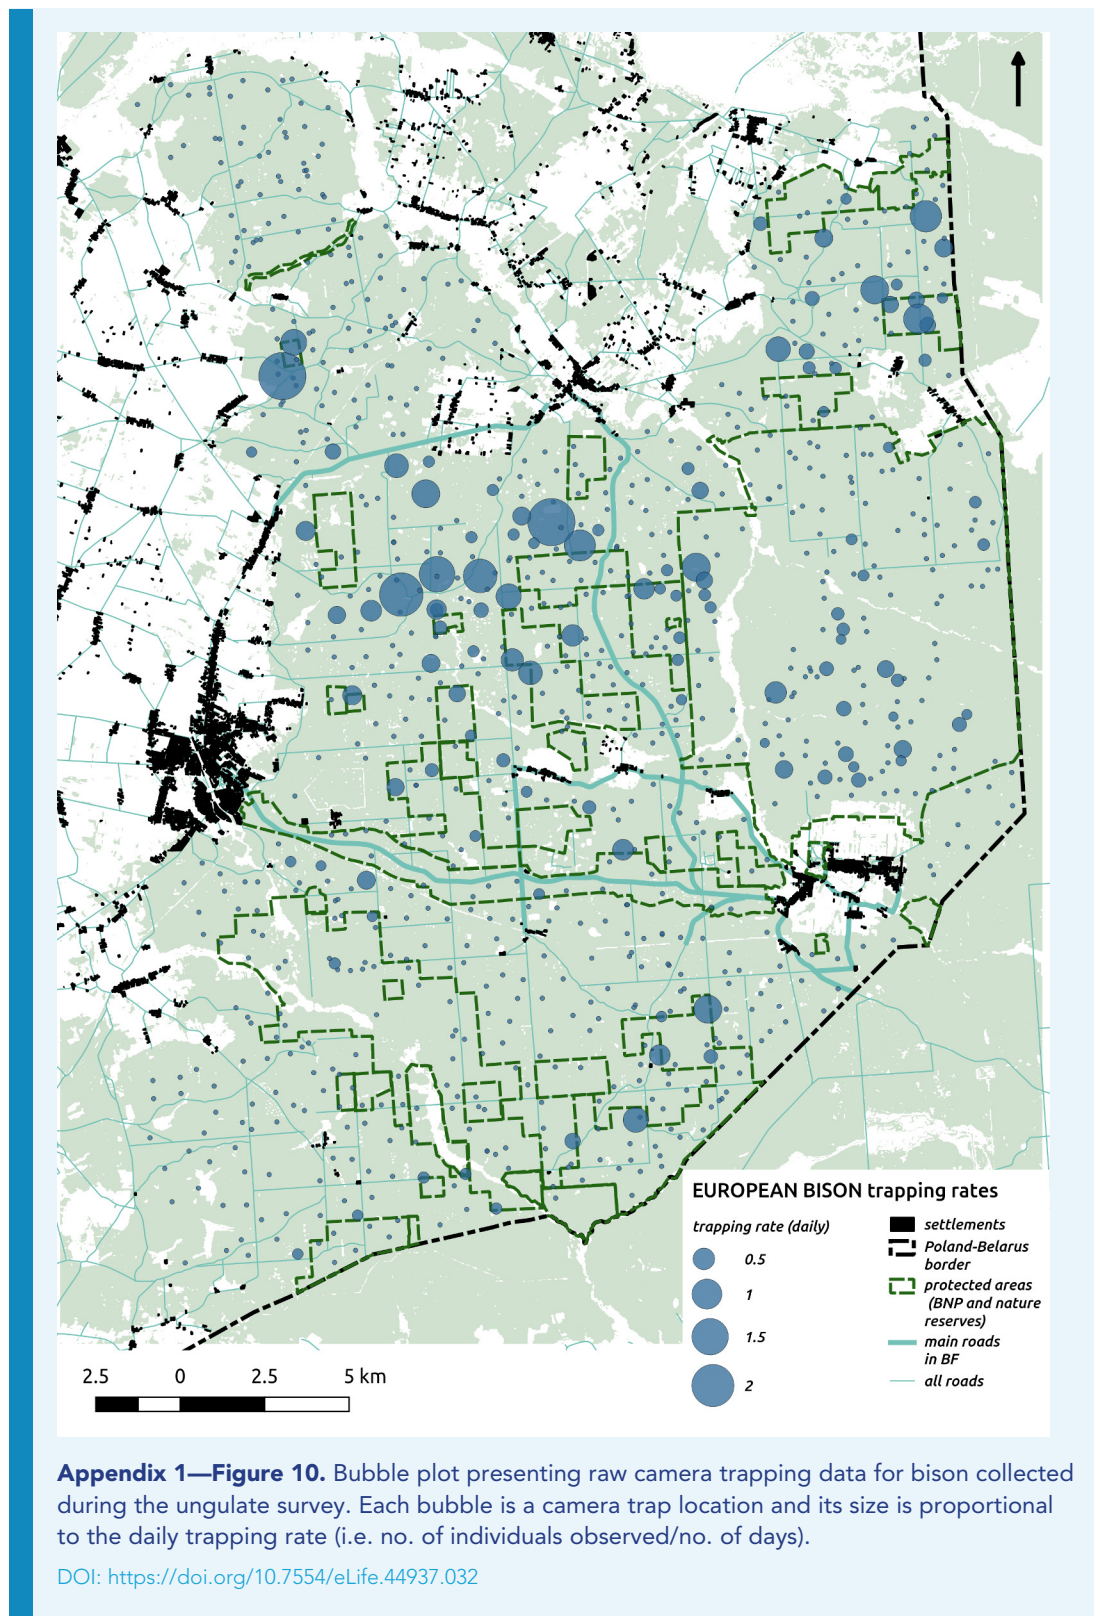 EUROPEAN BISON trapping rates
trapping rate (daily)
0.5
1
1.5
2
settlements
Poland-Belarus
border
protected areas
(BNP and nature
reserves)
main roads
in BF
all roads
2.5 0 2.5 5 km
Appendix 1—Figure 10. Bubble plot presenting raw camera trapping data for bison collected
during the ungulate survey. Each bubble is a camera trap location and its size is proportional
to the daily trapping rate (i.e. no. of individuals observed/no. of days).
DOI: https://doi.org/10.7554/eLife.44937.032